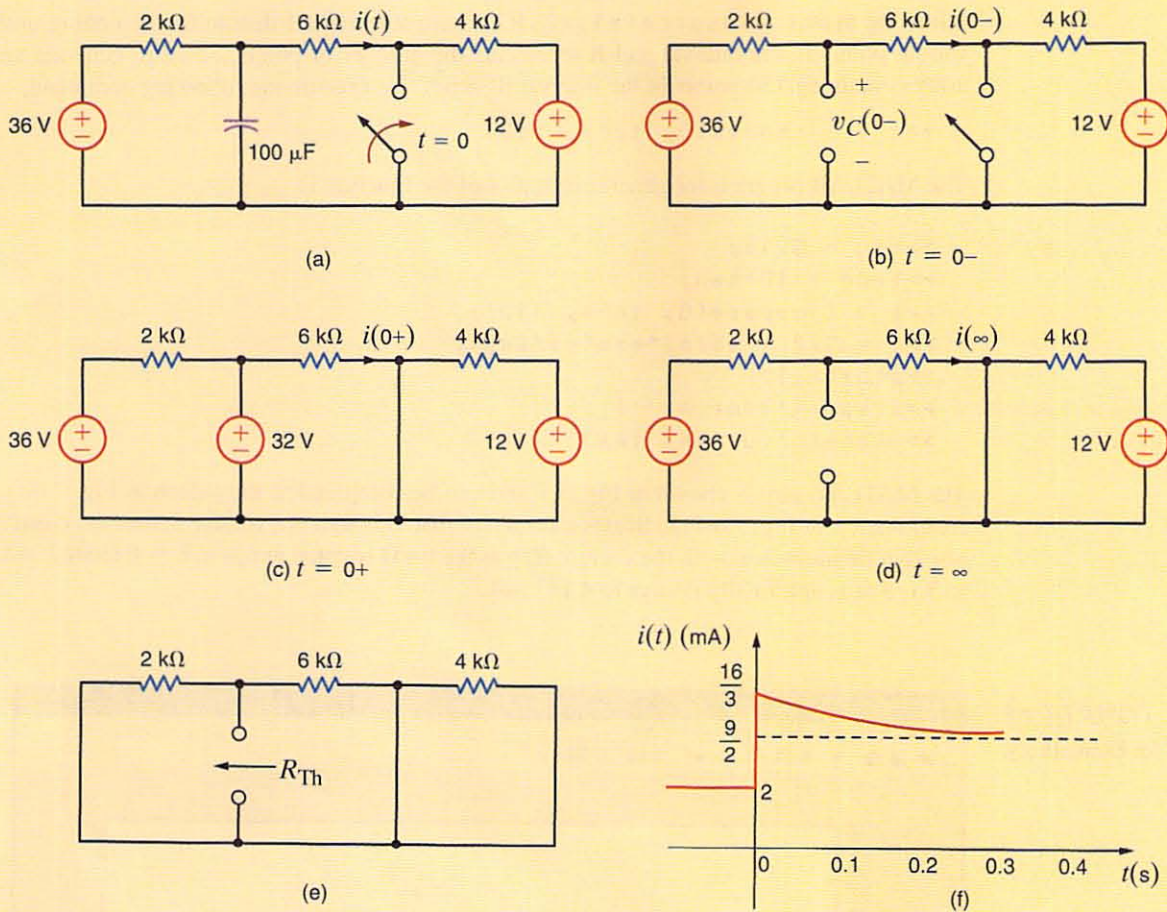 2 kΩ 6 kΩ i(t) 4 kΩ
36 V + − 100 μF t = 0 12 V + −
(a)
2 kΩ 6 kΩ i(0−) 4 kΩ
36 V + − + vC(0−) − 12 V + −
(b) t = 0−
2 kΩ 6 kΩ i(0+) 4 kΩ
36 V + − + − 32 V 12 V + −
(c) t = 0+
2 kΩ 6 kΩ i(∞) 4 kΩ
36 V + − 12 V + −
(d) t = ∞
2 kΩ 6 kΩ 4 kΩ
RTh
(e)
i(t) (mA)
16
3
9
2
2
0 0.1 0.2 0.3 0.4 t(s)
(f)